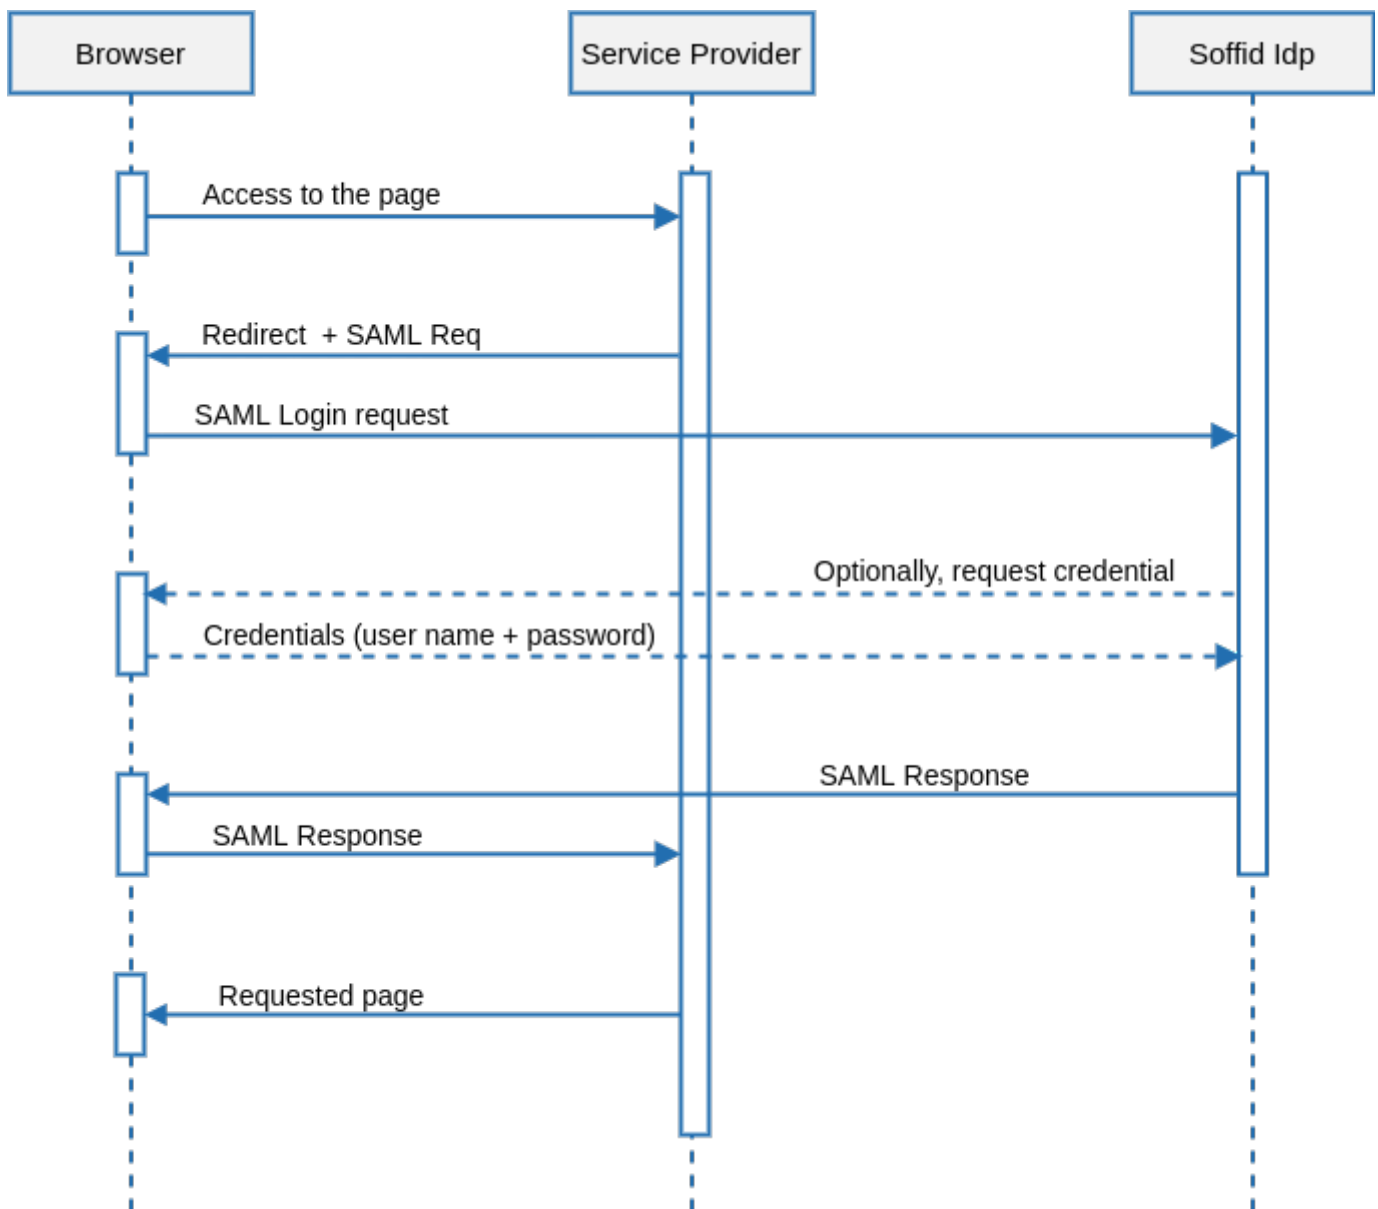 Browser
Service Provider
Soffid Idp
Access to the page
Redirect  + SAML Req
SAML Login request
Optionally, request credential
Credentials (user name + password)
SAML Response
SAML Response
Requested page